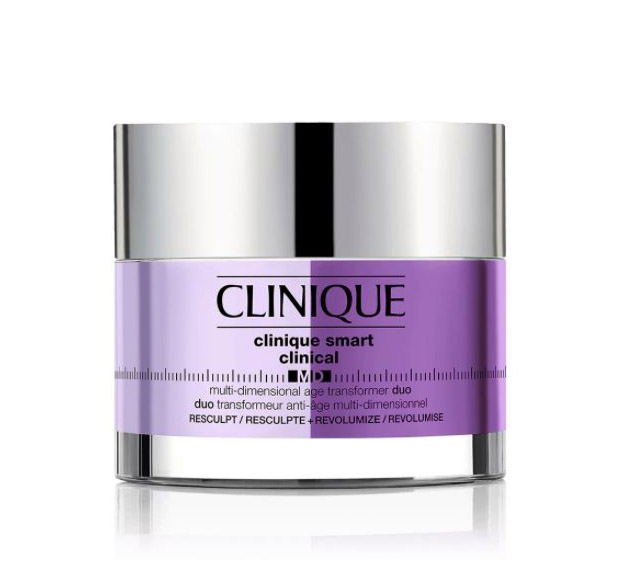 CLINIQUE
clinique smart
clinical
MD
multi-dimensional age transformer duo
duo transformeur anti-âge multi-dimensionnel
RESCULPT / RESCULPTE + REVOLUMIZE / REVOLUMISE